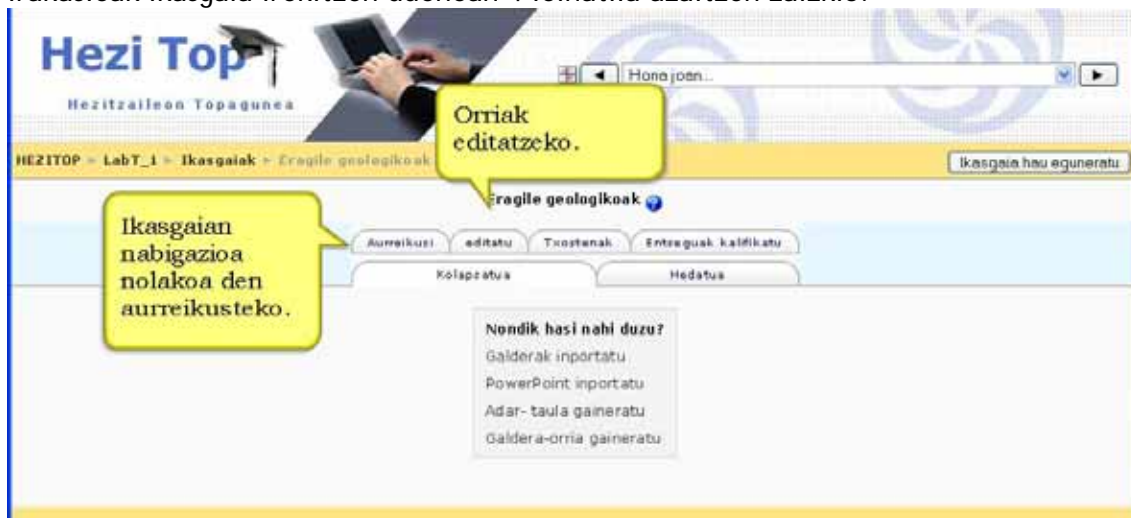 Hezi Top
Hezitzaileon Topagunea
Hona joan...
Orriak
editatzeko.
HEZITOP ► LabT_1 ► Ikasgaiak ► Eragile geologikoak
Ikasgaia hau eguneratu
Eragile geologikoak
Ikasgaian
nabigazioa
nolakoa den
aurreikusteko.
Aurreikusi editatu Txostenak Entreguak kalifikatu
Kolapsatua Hedatua
Nondik hasi nahi duzu?
Galderak inportatu
PowerPoint inportatu
Adar- taula gaineratu
Galdera-orria gaineratu